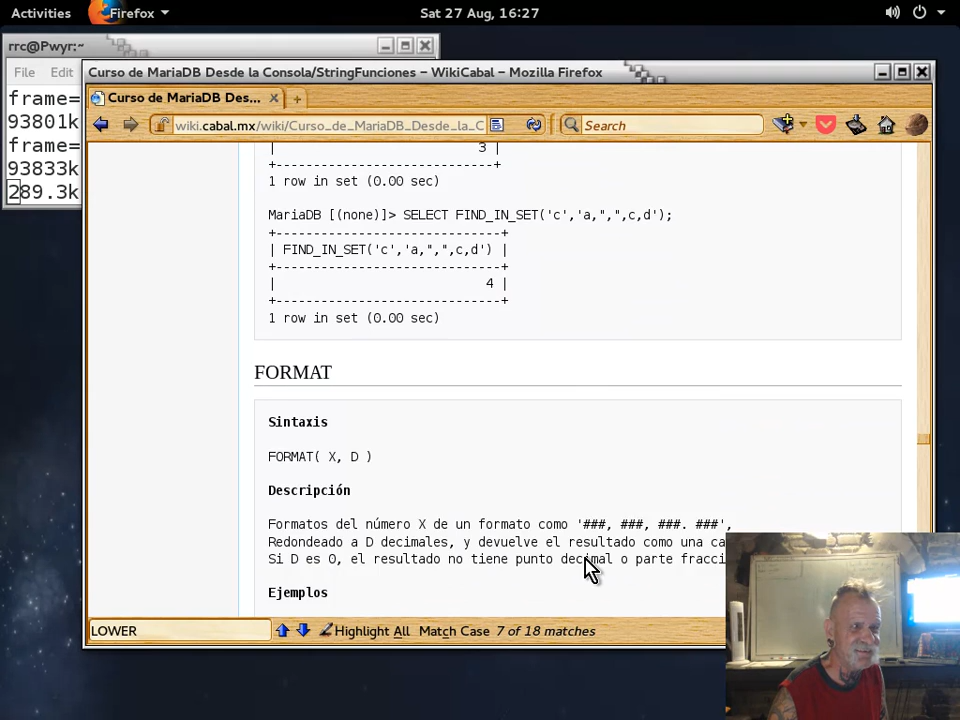 Activities Firefox Sat 27 Aug, 16:27
rrc@Pwyr:~
File Edit
frame=
93801k
frame=
93833k
289.3k
Curso de MariaDB Desde la Consola/StringFunciones – WikiCabal – Mozilla Firefox
Curso de MariaDB Des...
wiki.cabal.mx/wiki/Curso_de_MariaDB_Desde_la_C Search
| 3 |
+----------------------------+
1 row in set (0.00 sec)
MariaDB [(none)]> SELECT FIND_IN_SET('c','a,",",c,d');
+-----------------------------+
| FIND_IN_SET('c','a,",",c,d') |
+-----------------------------+
| 4 |
+-----------------------------+
1 row in set (0.00 sec)
FORMAT
Sintaxis
FORMAT( X, D )
Descripción
Formatos del número X de un formato como '###, ###, ###. ###',
Redondeado a D decimales, y devuelve el resultado como una ca
Si D es 0, el resultado no tiene punto decimal o parte fracci
Ejemplos
LOWER Highlight All Match Case 7 of 18 matches